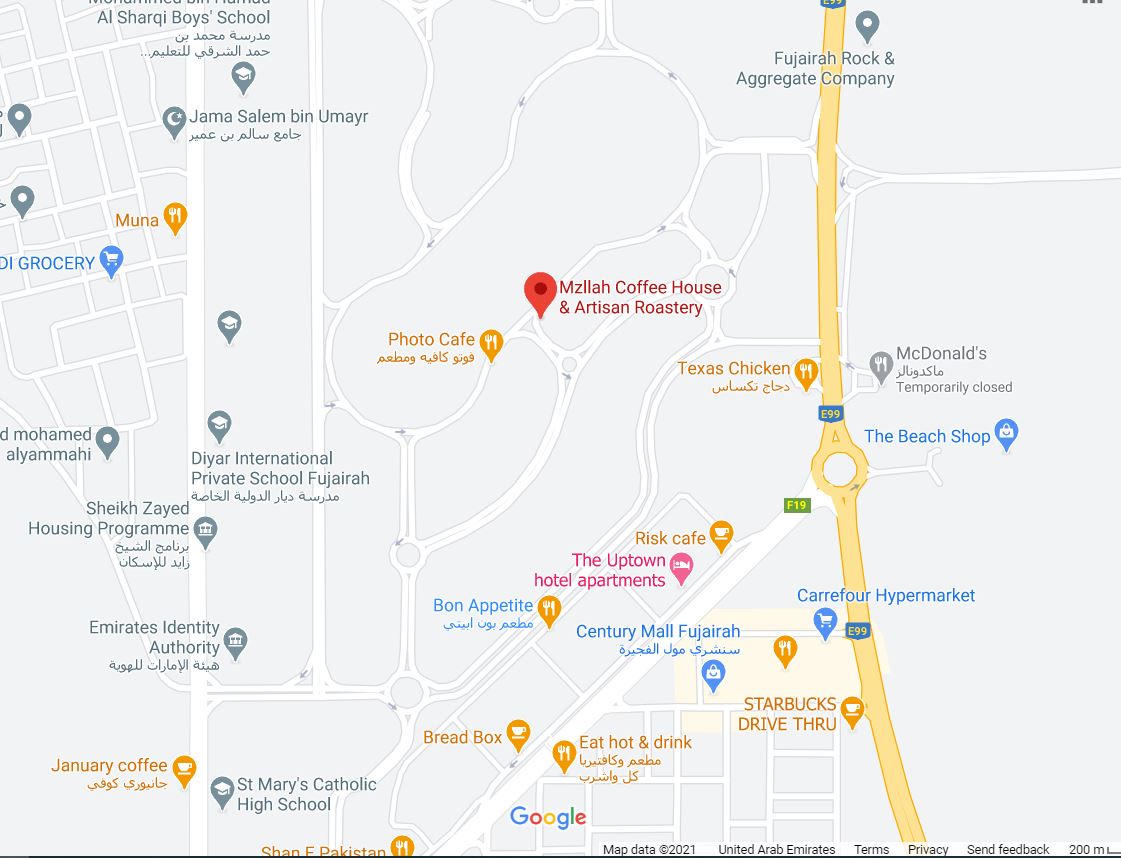 Al Sharqi Boys' School
مدرسة محمد بن
حمد الشرقي للتعليم...
E99
Fujairah Rock &
Aggregate Company
Jama Salem bin Umayr
جامع سالم بن عمير
Muna
DI GROCERY
Mzllah Coffee House
& Artisan Roastery
Photo Cafe
فوتو كافيه ومطعم
Texas Chicken
دجاج تكساس
McDonald's
ماكدونالز
Temporarily closed
E99
The Beach Shop
d mohamed
alyammahi
Diyar International
Private School Fujairah
مدرسة ديار الدولية الخاصة
Sheikh Zayed
Housing Programme
برنامج الشيخ
زايد للإسكان
F19
Risk cafe
The Uptown
hotel apartments
Carrefour Hypermarket
Bon Appetite
مطعم بون ابيتي
Century Mall Fujairah
سنشري مول الفجيرة
E99
Emirates Identity
Authority
هيئة الإمارات للهوية
STARBUCKS
DRIVE THRU
Bread Box
Eat hot & drink
مطعم وكافتيريا
كل واشرب
January coffee
جانيوري كوفي
St Mary's Catholic
High School
Google
Shan E Pakistan
Map data ©2021 United Arab Emirates Terms Privacy Send feedback 200 m